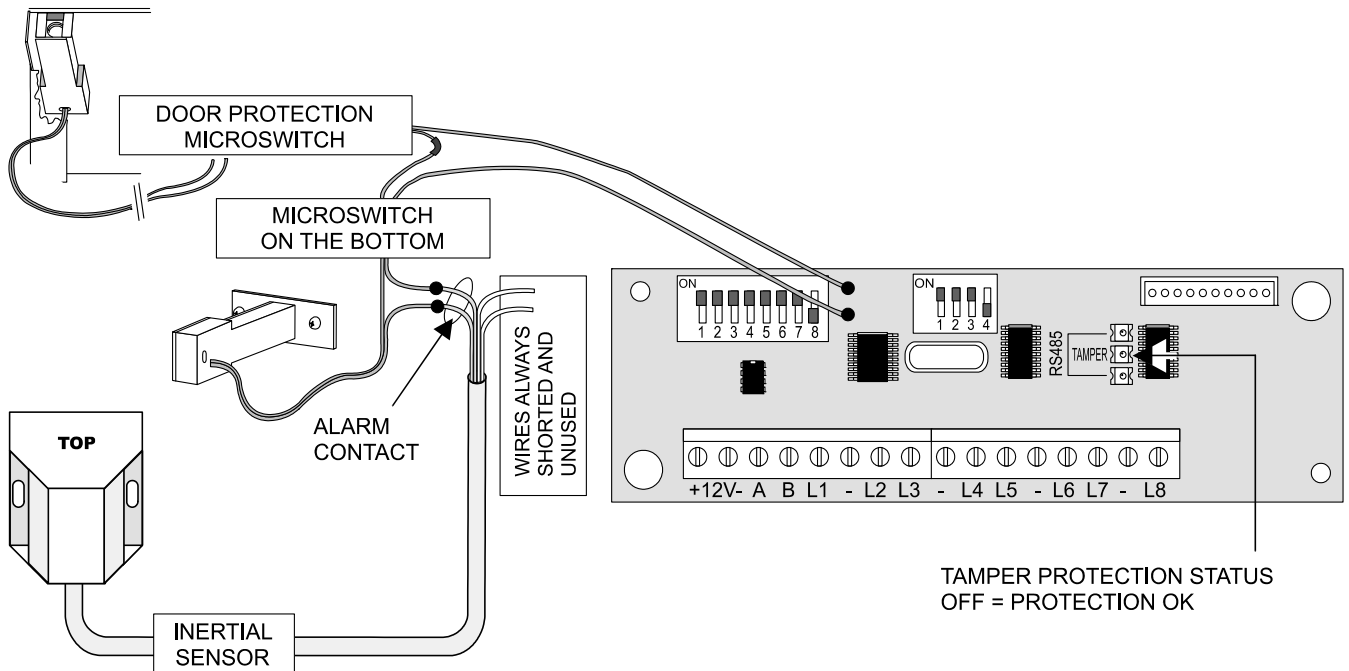 DOOR PROTECTION
MICROSWITCH
MICROSWITCH
ON THE BOTTOM
ALARM
CONTACT
WIRES ALWAYS
SHORTED AND
UNUSED
TOP
INERTIAL
SENSOR
ON
1 2 3 4 5 6 7 8
ON
1 2 3 4
RS485
TAMPER
+12V- A B L1 - L2 L3 - L4 L5 - L6 L7 - L8
TAMPER PROTECTION STATUS
OFF = PROTECTION OK